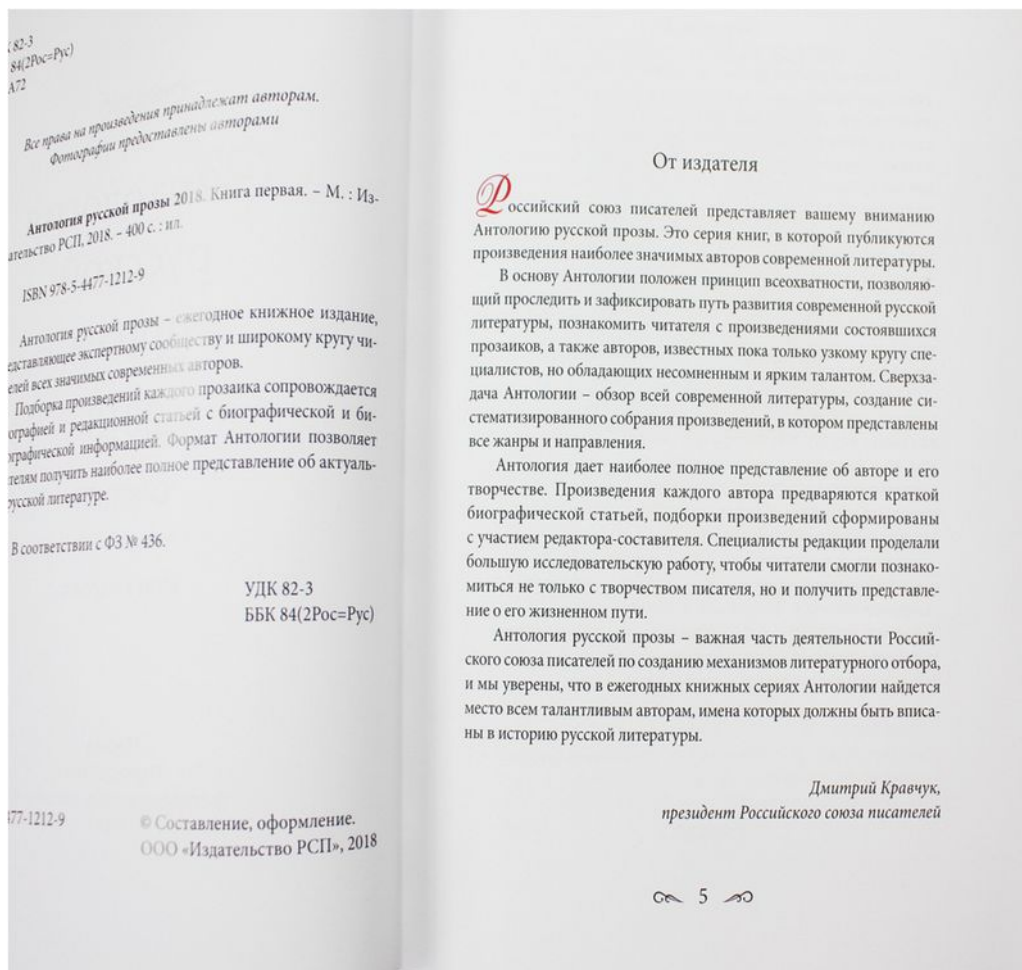 82-3
84(2Рос=Рус)
А72
Все права на произведения принадлежат авторам.
Фотографии предоставлены авторами
Антология русской прозы 2018. Книга первая. – М. : Из-
ательство РСП, 2018. – 400 с. : ил.
ISBN 978-5-4477-1212-9
Антология русской прозы – ежегодное книжное издание,
едставляющее экспертному сообществу и широкому кругу чи-
елей всех значимых современных авторов.
Подборка произведений каждого прозаика сопровождается
ографией и редакционной статьей с биографической и би-
ографической информацией. Формат Антологии позволяет
телям получить наиболее полное представление об актуаль-
русской литературе.
В соответствии с ФЗ № 436.
УДК 82-3
ББК 84(2Рос=Рус)
477-1212-9
© Составление, оформление.
ООО «Издательство РСП», 2018
От издателя
Российский союз писателей представляет вашему вниманию
Антологию русской прозы. Это серия книг, в которой публикуются
произведения наиболее значимых авторов современной литературы.
В основу Антологии положен принцип всеохватности, позволяю-
щий проследить и зафиксировать путь развития современной русской
литературы, познакомить читателя с произведениями состоявшихся
прозаиков, а также авторов, известных пока только узкому кругу спе-
циалистов, но обладающих несомненным и ярким талантом. Сверхза-
дача Антологии – обзор всей современной литературы, создание си-
стематизированного собрания произведений, в котором представлены
все жанры и направления.
Антология дает наиболее полное представление об авторе и его
творчестве. Произведения каждого автора предваряются краткой
биографической статьей, подборки произведений сформированы
с участием редактора-составителя. Специалисты редакции проделали
большую исследовательскую работу, чтобы читатели смогли познако-
миться не только с творчеством писателя, но и получить представле-
ние о его жизненном пути.
Антология русской прозы – важная часть деятельности Россий-
ского союза писателей по созданию механизмов литературного отбора,
и мы уверены, что в ежегодных книжных сериях Антологии найдется
место всем талантливым авторам, имена которых должны быть вписа-
ны в историю русской литературы.
Дмитрий Кравчук,
президент Российского союза писателей
5